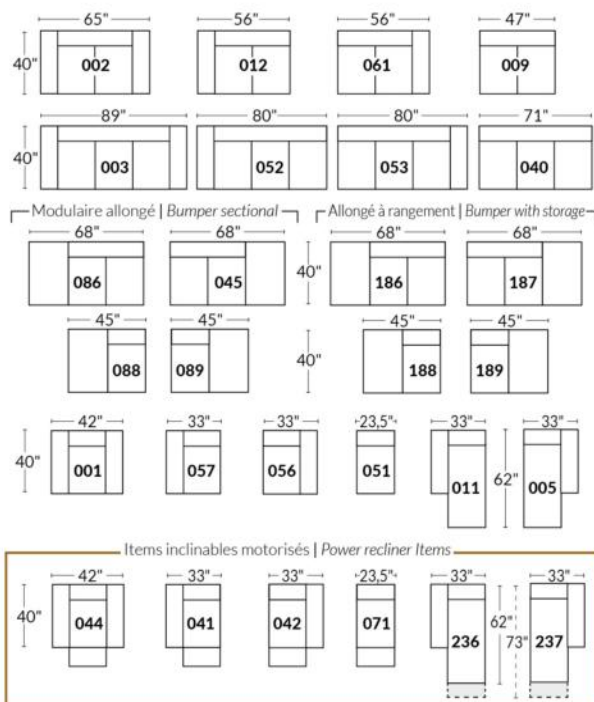 65" 56" 56" 47"
40"
002 012 061 009
89" 80" 80" 71"
40"
003 052 053 040
Modulaire allongé | Bumper sectional Allongé à rangement | Bumper with storage
68" 68" 68" 68"
40"
086 045 186 187
45" 45" 45" 45"
40"
088 089 188 189
42" 33" 33" 23,5" 33" 33"
40"
001 057 056 051 011 62" 005
Items inclinables motorisés | Power recliner Items
42" 33" 33" 23,5" 33" 33"
40"
044 041 042 071 236 62" 73" 237